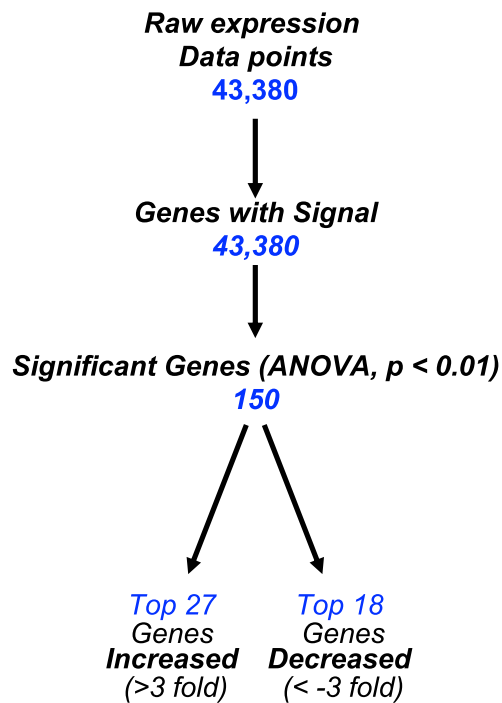 Raw expression
Data points
43,380
Genes with Signal
43,380
Significant Genes (ANOVA, p < 0.01)
150
Top 27
Genes
Increased
(>3 fold)
Top 18
Genes
Decreased
(< -3 fold)